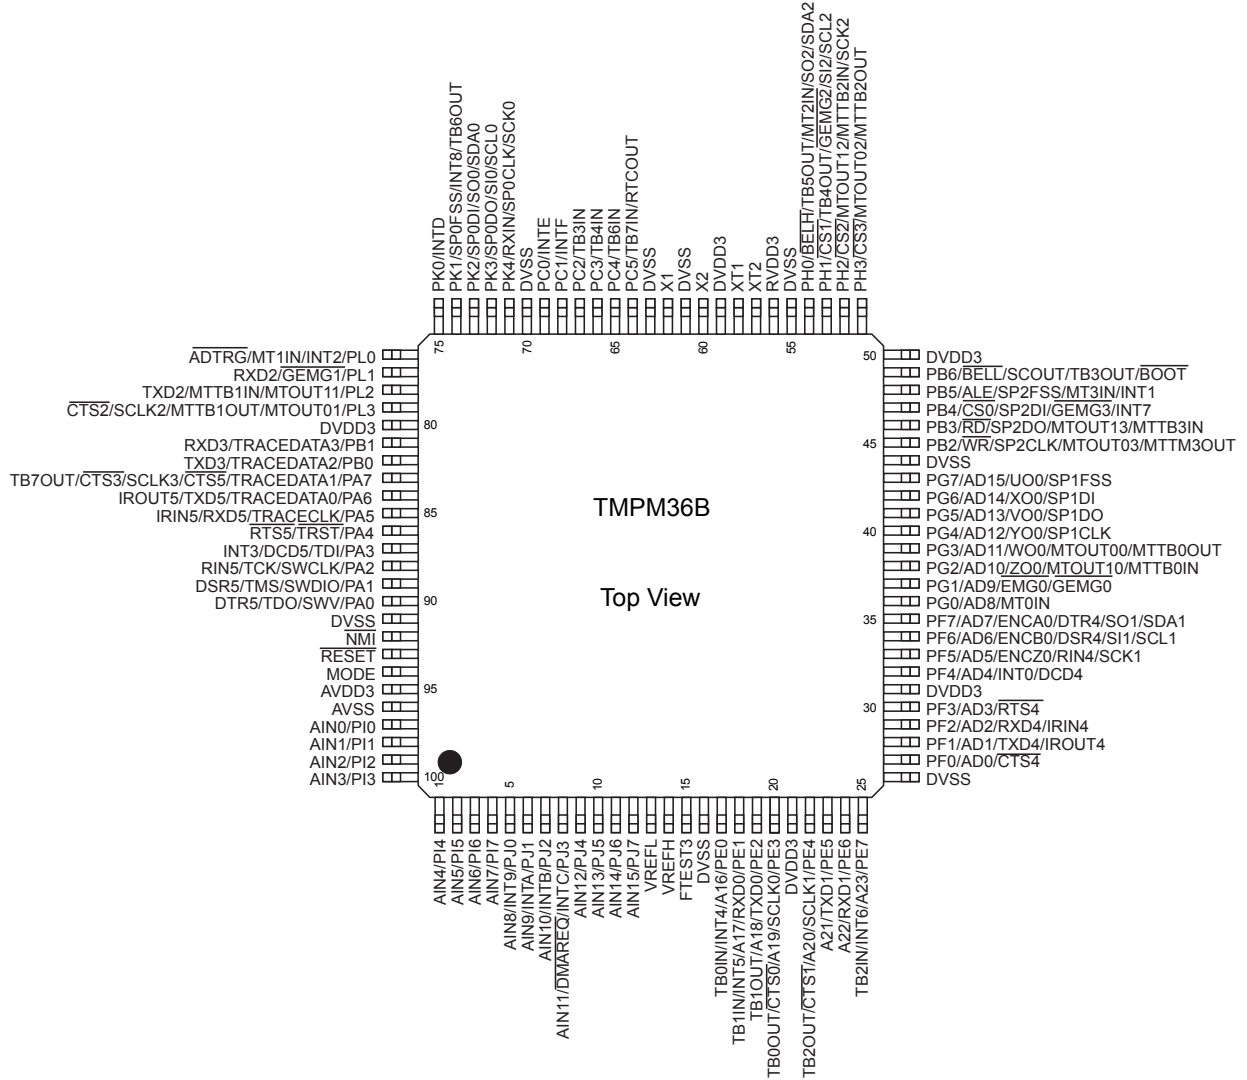 PK0/INTD
PK1/SP0FSS/INT8/TB6OUT
PK2/SP0DI/SO0/SDA0
PK3/SP0DO/SI0/SCL0
PK4/RXIN/SP0CLK/SCK0
DVSS
PC0/INTE
PC1/INTF
PC2/TB3IN
PC3/TB4IN
PC4/TB6IN
PC5/TB7IN/RTCOUT
DVSS
X1
DVSS
X2
DVDD3
XT1
XT2
RVDD3
DVSS
PH0/BELH/TB5OUT/MT2IN/SO2/SDA2
PH1/CS1/TB4OUT/GEMG2/SI2/SCL2
PH2/CS2/MTOUT12/MTTB2IN/SCK2
PH3/CS3/MTOUT02/MTTB2OUT
75
70
65
60
55
ADTRG/MT1IN/INT2/PL0
RXD2/GEMG1/PL1
TXD2/MTTB1IN/MTOUT11/PL2
CTS2/SCLK2/MTTB1OUT/MTOUT01/PL3
DVDD3
RXD3/TRACEDATA3/PB1
TXD3/TRACEDATA2/PB0
TB7OUT/CTS3/SCLK3/CTS5/TRACEDATA1/PA7
IROUT5/TXD5/TRACEDATA0/PA6
IRIN5/RXD5/TRACECLK/PA5
RTS5/TRST/PA4
INT3/DCD5/TDI/PA3
RIN5/TCK/SWCLK/PA2
DSR5/TMS/SWDIO/PA1
DTR5/TDO/SWV/PA0
DVSS
NMI
RESET
MODE
AVDD3
AVSS
AIN0/PI0
AIN1/PI1
AIN2/PI2
AIN3/PI3
80
85
90
95
100
TMPM36B
Top View
50
45
40
35
30
DVDD3
PB6/BELL/SCOUT/TB3OUT/BOOT
PB5/ALE/SP2FSS/MT3IN/INT1
PB4/CS0/SP2DI/GEMG3/INT7
PB3/RD/SP2DO/MTOUT13/MTTB3IN
PB2/WR/SP2CLK/MTOUT03/MTTM3OUT
DVSS
PG7/AD15/UO0/SP1FSS
PG6/AD14/XO0/SP1DI
PG5/AD13/VO0/SP1DO
PG4/AD12/YO0/SP1CLK
PG3/AD11/WO0/MTOUT00/MTTB0OUT
PG2/AD10/ZO0/MTOUT10/MTTB0IN
PG1/AD9/EMG0/GEMG0
PG0/AD8/MT0IN
PF7/AD7/ENCA0/DTR4/SO1/SDA1
PF6/AD6/ENCB0/DSR4/SI1/SCL1
PF5/AD5/ENCZ0/RIN4/SCK1
PF4/AD4/INT0/DCD4
DVDD3
PF3/AD3/RTS4
PF2/AD2/RXD4/IRIN4
PF1/AD1/TXD4/IROUT4
PF0/AD0/CTS4
DVSS
1
5
10
15
20
25
AIN4/PI4
AIN5/PI5
AIN6/PI6
AIN7/PI7
AIN8/INT9/PJ0
AIN9/INTA/PJ1
AIN10/INTB/PJ2
AIN11/DMAREQ/INTC/PJ3
AIN12/PJ4
AIN13/PJ5
AIN14/PJ6
AIN15/PJ7
VREFL
VREFH
FTEST3
DVSS
TB0IN/INT4/A16/PE0
TB1IN/INT5/A17/RXD0/PE1
TB1OUT/A18/TXD0/PE2
TB0OUT/CTS0/A19/SCLK0/PE3
DVDD3
TB2OUT/CTS1/A20/SCLK1/PE4
A21/TXD1/PE5
A22/RXD1/PE6
TB2IN/INT6/A23/PE7